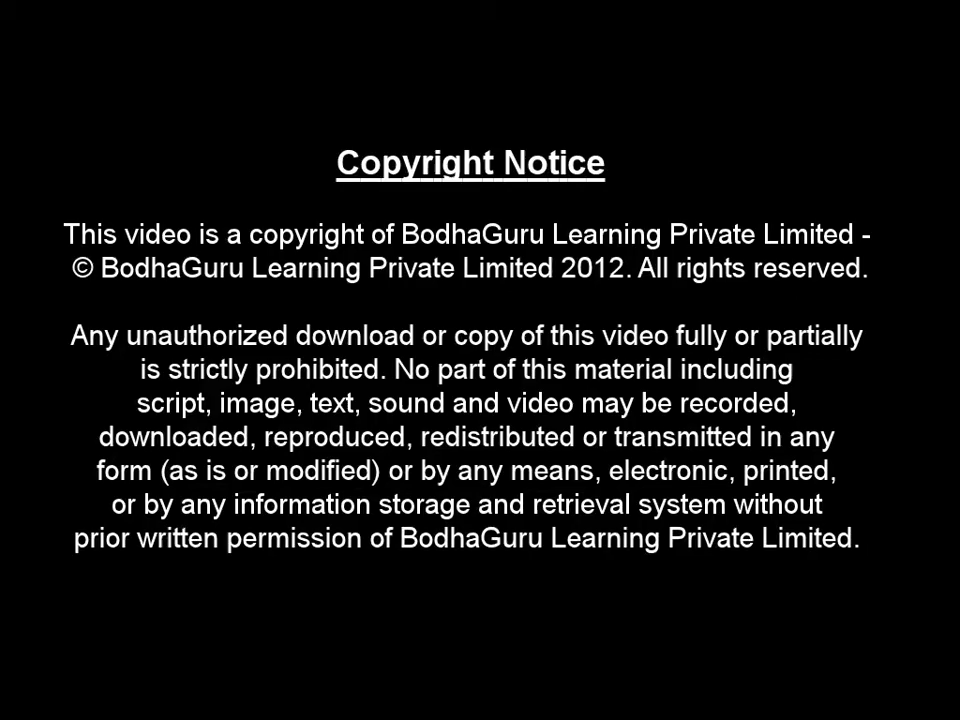 Copyright Notice
This video is a copyright of BodhaGuru Learning Private Limited -
© BodhaGuru Learning Private Limited 2012. All rights reserved.
Any unauthorized download or copy of this video fully or partially
is strictly prohibited. No part of this material including
script, image, text, sound and video may be recorded,
downloaded, reproduced, redistributed or transmitted in any
form (as is or modified) or by any means, electronic, printed,
or by any information storage and retrieval system without
prior written permission of BodhaGuru Learning Private Limited.